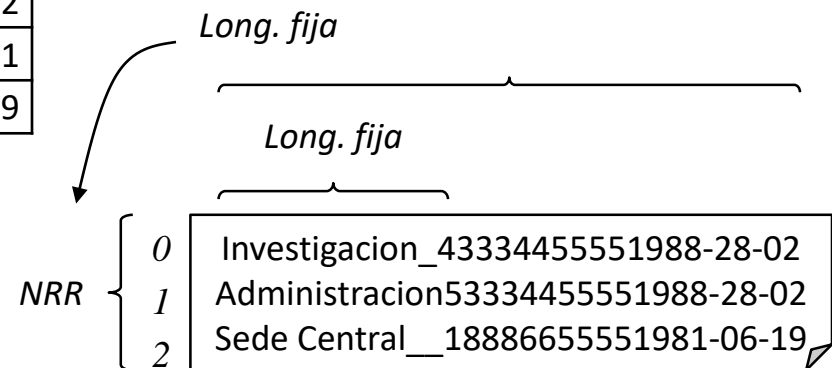 2
1
9
Long. fija
Long. fija
NRR
0 Investigacion_43334455551988-28-02
1 Administracion53334455551988-28-02
2 Sede Central__18886655551981-06-19